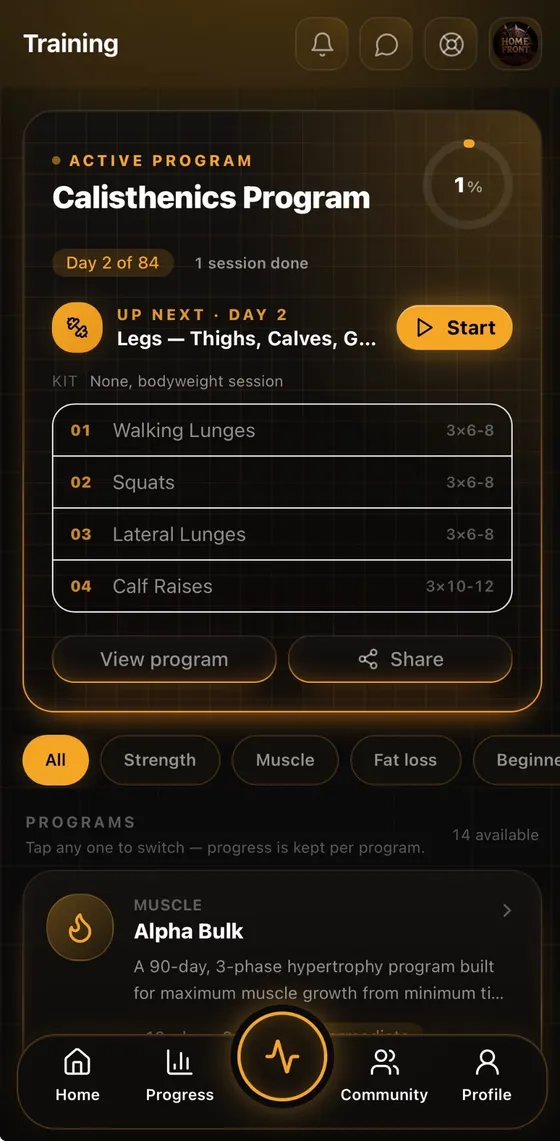 Training
HOME
FRONT
ACTIVE PROGRAM
Calisthenics Program
1%
Day 2 of 84
1 session done
UP NEXT · DAY 2
Legs — Thighs, Calves, G...
Start
KIT None, bodyweight session
01 Walking Lunges 3×6-8
02 Squats 3×6-8
03 Lateral Lunges 3×6-8
04 Calf Raises 3×10-12
View program
Share
All
Strength
Muscle
Fat loss
Beginne
PROGRAMS
Tap any one to switch — progress is kept per program.
14 available
MUSCLE
Alpha Bulk
A 90-day, 3-phase hypertrophy program built
for maximum muscle growth from minimum ti...
Home
Progress
Community
Profile